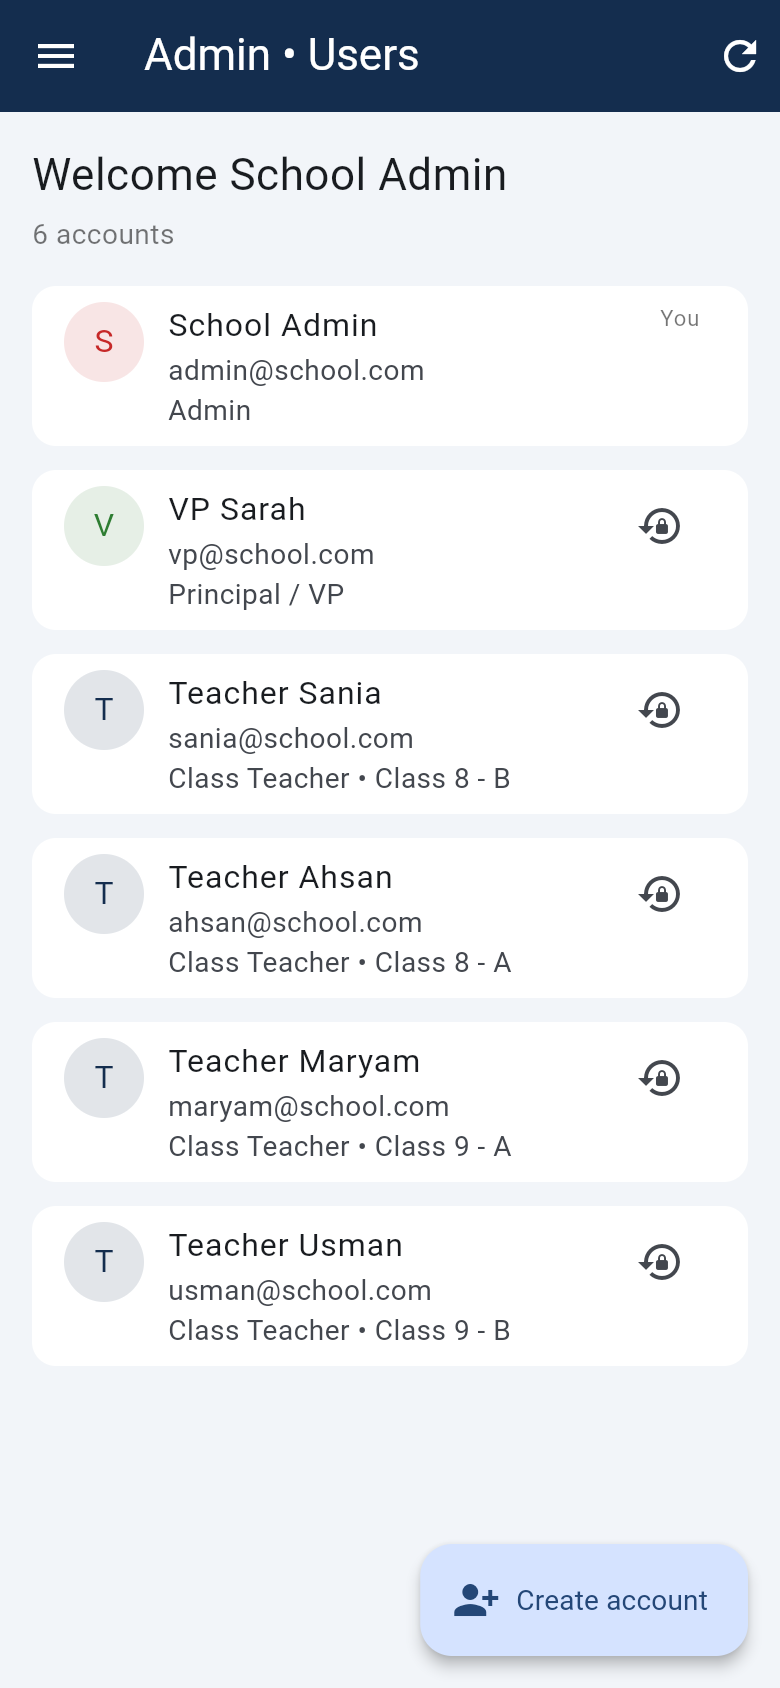 Admin • Users
Welcome School Admin
6 accounts
S
School Admin
You
admin@school.com
Admin
V
VP Sarah
vp@school.com
Principal / VP
T
Teacher Sania
sania@school.com
Class Teacher • Class 8 - B
T
Teacher Ahsan
ahsan@school.com
Class Teacher • Class 8 - A
T
Teacher Maryam
maryam@school.com
Class Teacher • Class 9 - A
T
Teacher Usman
usman@school.com
Class Teacher • Class 9 - B
Create account